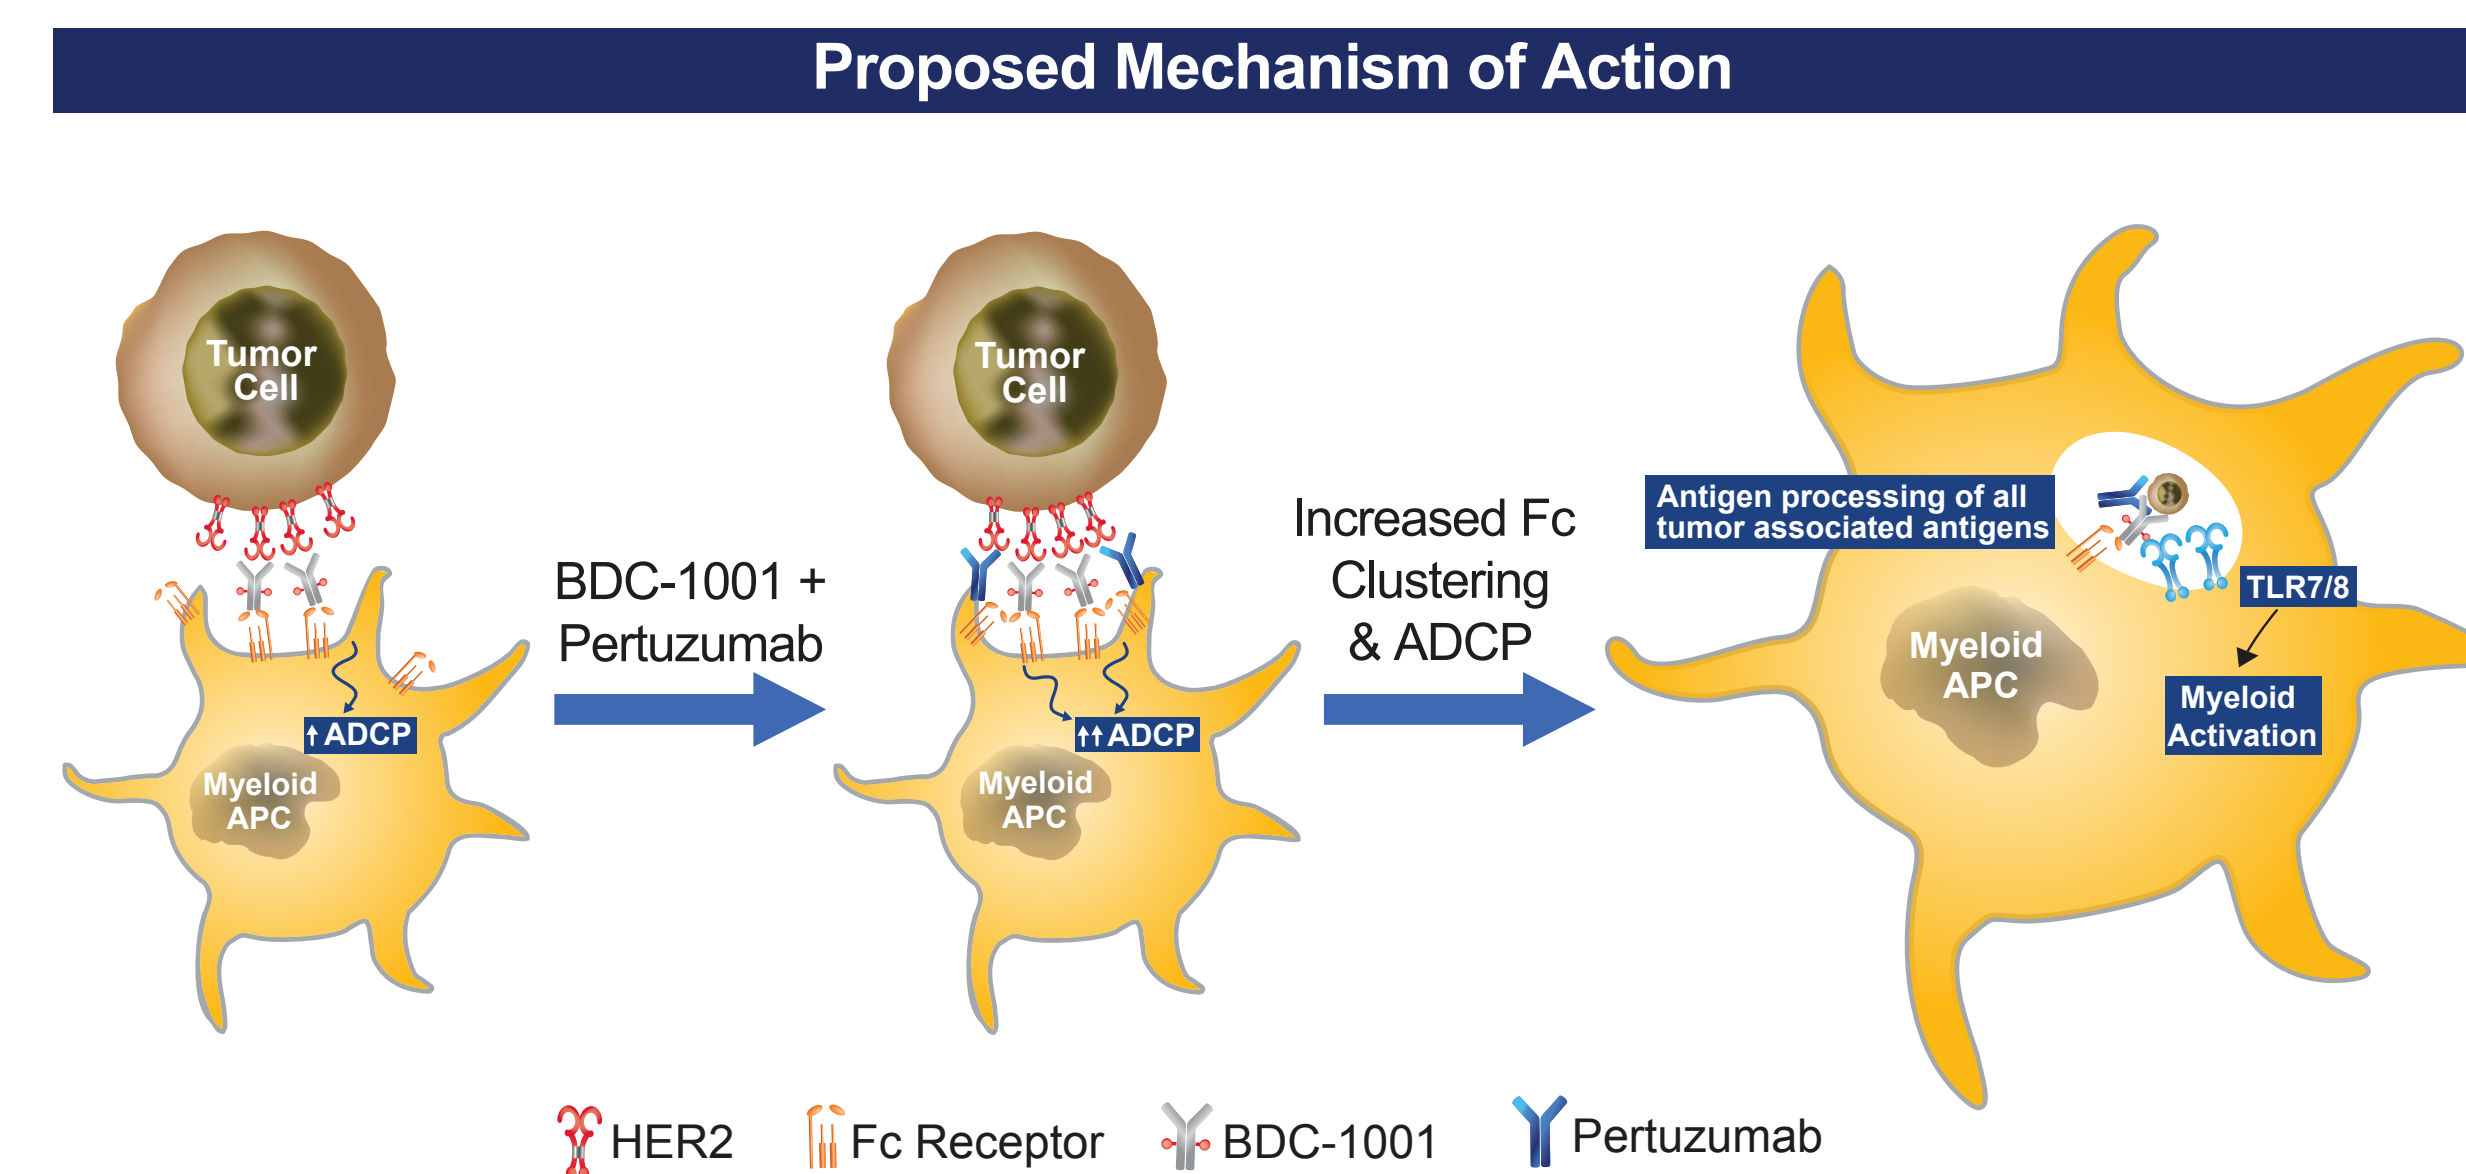 Proposed Mechanism of Action
Tumor
Cell
↑ ADCP
Myeloid
APC
BDC-1001 +
Pertuzumab
Tumor
Cell
↑↑ ADCP
Myeloid
APC
Increased Fc
Clustering
& ADCP
Antigen processing of all
tumor associated antigens
TLR7/8
Myeloid
APC
Myeloid
Activation
HER2
Fc Receptor
BDC-1001
Pertuzumab